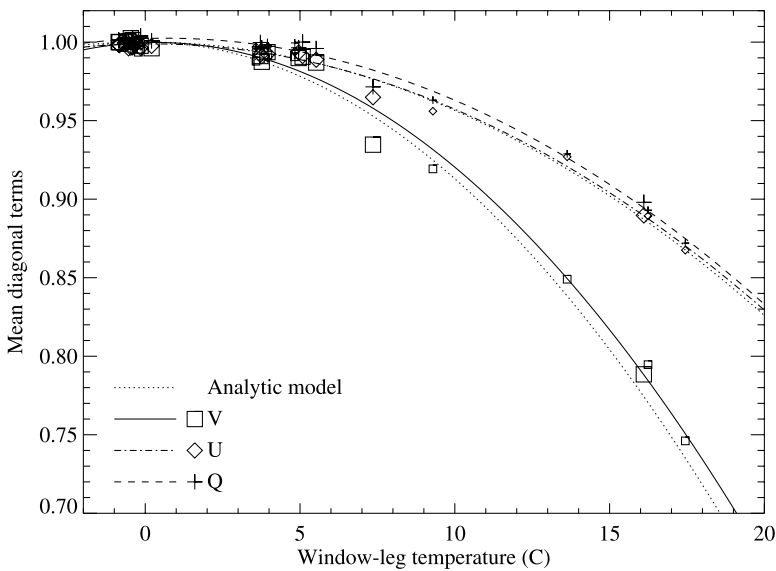 1.00
0.95
0.90
0.85
0.80
0.75
0.70
Mean diagonal terms
Analytic model
V
U
Q
0 5 10 15 20
Window-leg temperature (C)